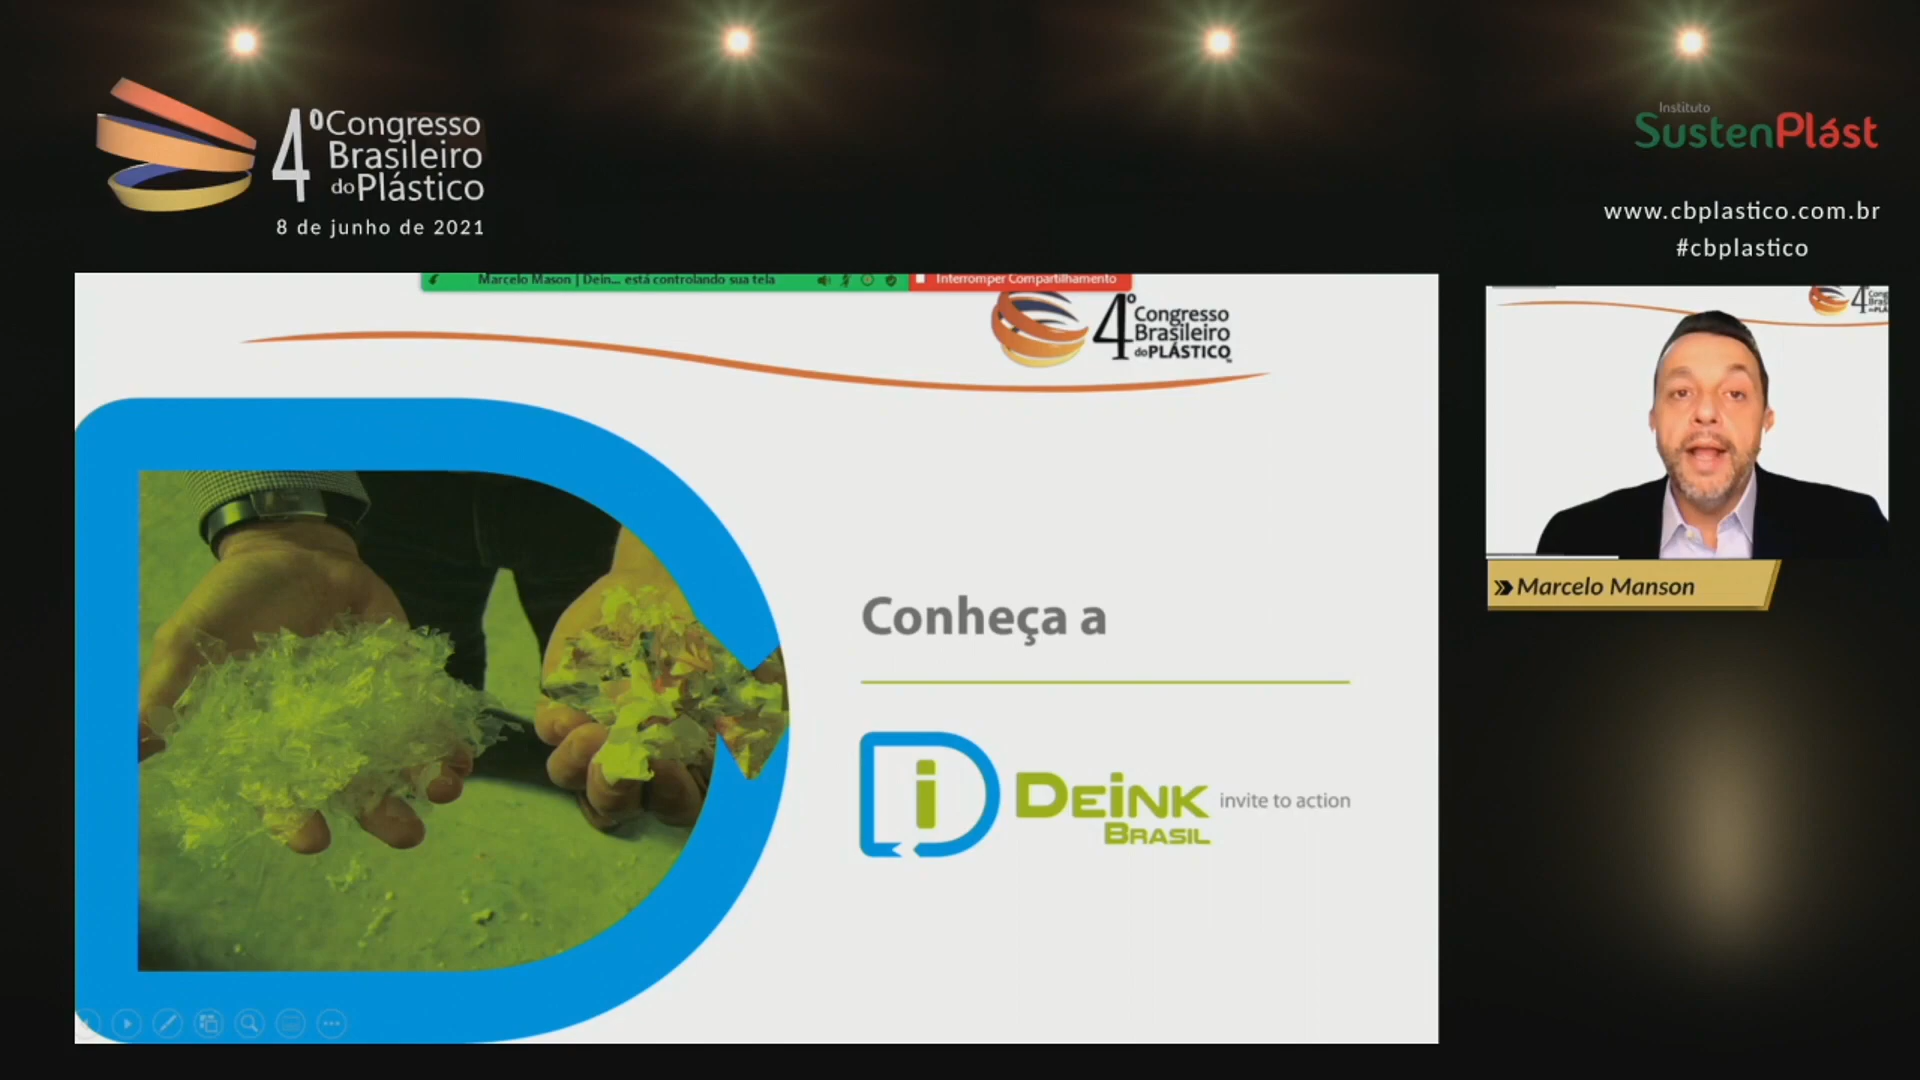 4º Congresso
Brasileiro
do Plástico
8 de junho de 2021
Instituto
SustenPlást
www.cbplastico.com.br
#cbplastico
Marcelo Mason | Dein... está controlando sua tela
Interromper Compartilhamento
4º Congresso
Brasileiro
do PLÁSTICO
Conheça a
Di DEINK
BRASIL
invite to action
4º
Marcelo Manson